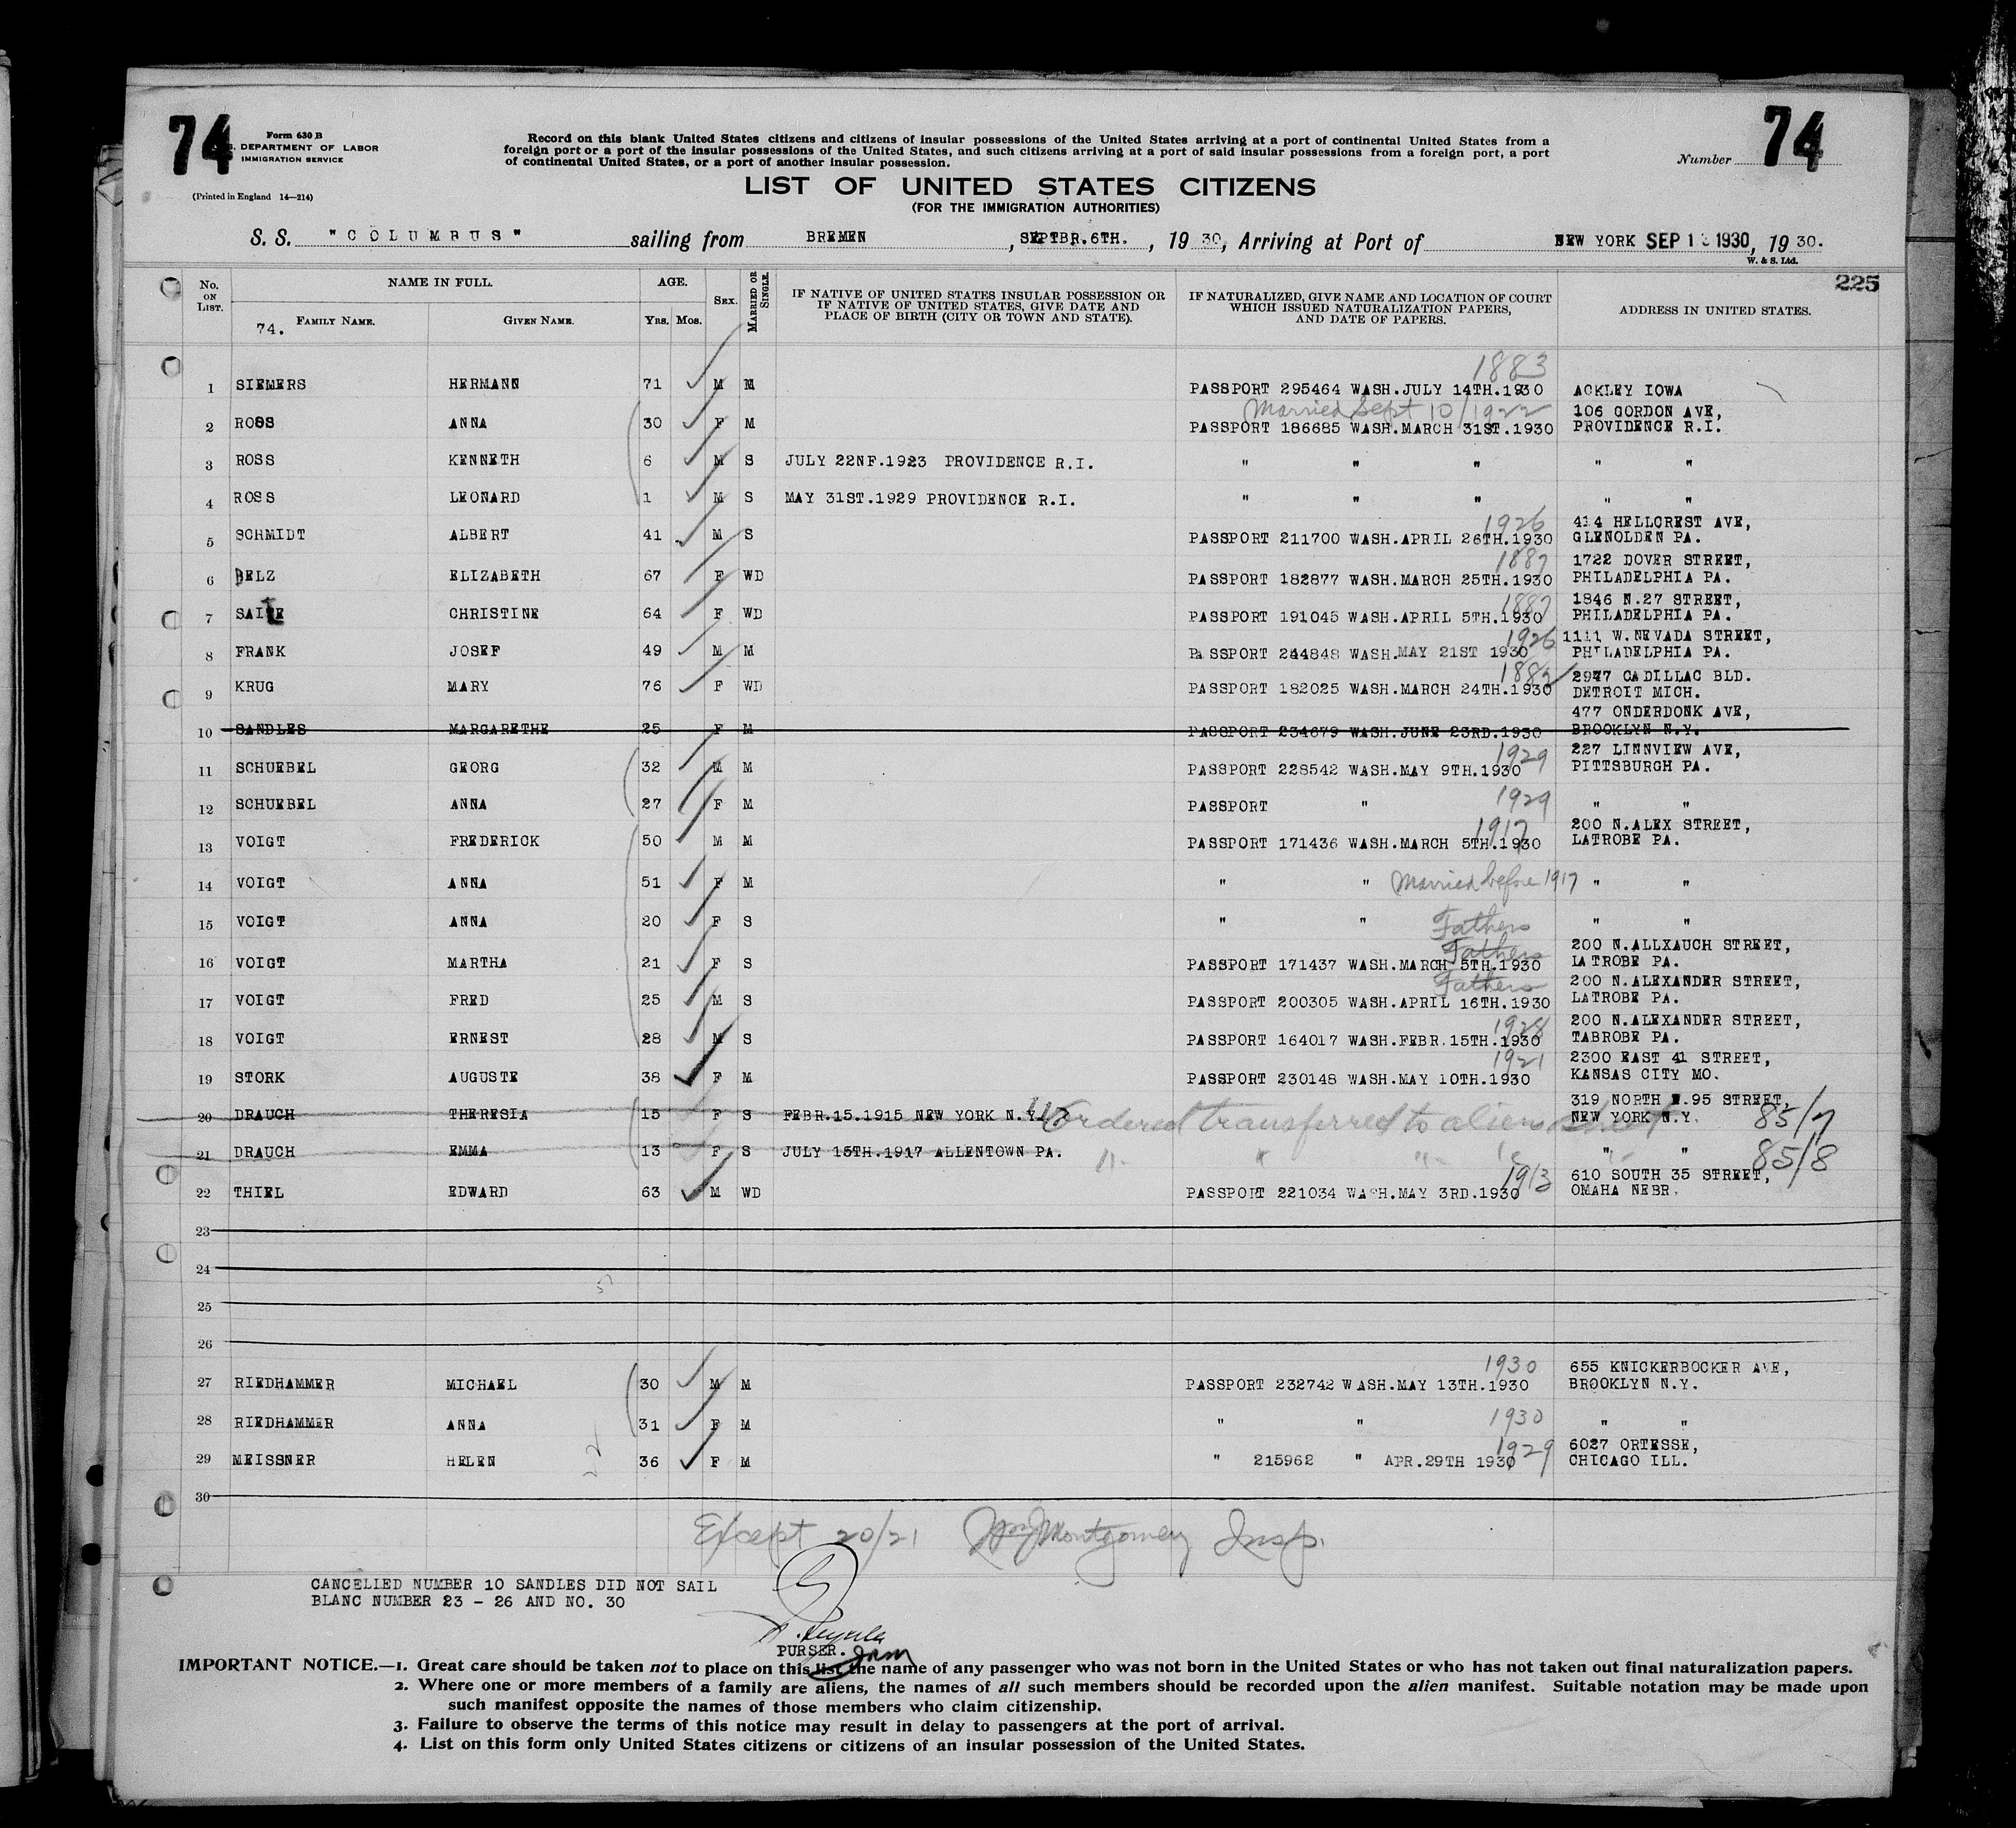 74
Form 630 B
S. DEPARTMENT OF LABOR
IMMIGRATION SERVICE
(Printed in England 14—214)
Record on this blank United States citizens and citizens of insular possessions of the United States arriving at a port of continental United States from a
foreign port or a port of the insular possessions of the United States, and such citizens arriving at a port of said insular possessions from a foreign port, a port
of continental United States, or a port of another insular possession.
Number 74
LIST OF UNITED STATES CITIZENS
(FOR THE IMMIGRATION AUTHORITIES)
S. S. "COLUMBUS" sailing from BREMEN, SEPTBR.6TH., 19 30, Arriving at Port of NEW YORK SEP 1 1930, 19 30.
W. & S. Ltd.
225
No. ON LIST. NAME IN FULL. AGE. SEX. MARRIED OR SINGLE. IF NATIVE OF UNITED STATES INSULAR POSSESSION OR IF NATIVE OF UNITED STATES, GIVE DATE AND PLACE OF BIRTH (CITY OR TOWN AND STATE). IF NATURALIZED, GIVE NAME AND LOCATION OF COURT WHICH ISSUED NATURALIZATION PAPERS, AND DATE OF PAPERS. ADDRESS IN UNITED STATES.
74. FAMILY NAME. GIVEN NAME. YRS. MOS.
1883
1 SIEMERS HERMANN 71 M M PASSPORT 295464 WASH.JULY 14TH.1930 ACKLEY IOWA
Married Sept 10/1922 106 GORDON AVE,
2 ROSS ANNA 30 F M PASSPORT 186685 WASH.MARCH 31ST.1930 PROVIDENCE R.I.
3 ROSS KENNETH 6 M S JULY 22NF.1923 PROVIDENCE R.I. " " " " "
4 ROSS LEONARD 1 M S MAY 31ST.1929 PROVIDENCE R.I. " " " " "
1926 414 HELLCREST AVE,
5 SCHMIDT ALBERT 41 M S PASSPORT 211700 WASH.APRIL 26TH.1930 GLENOLDEN PA.
1887 1722 DOVER STREET,
6 BELZ ELIZABETH 67 F WD PASSPORT 182877 WASH.MARCH 25TH.1930 PHILADELPHIA PA.
1887 1846 N.27 STREET,
7 CHRISTINE 64 F WD PASSPORT 191045 WASH.APRIL 5TH.1930 PHILADELPHIA PA.
1926 1111 W.NEVADA STREET,
8 FRANK JOSEF 49 M M PASSPORT 244848 WASH.MAY 21ST 1930 PHILADELPHIA PA.
1882 2977 CADILLAC BLD.
9 KRUG MARY 76 F WD PASSPORT 182025 WASH.MARCH 24TH.1930 DETROIT MICH.
477 ONDERDONK AVE,
10 SANDLES MARGARETHE 25 F M PASSPORT 234679 WASH.JUNE 23RD.1930 BROOKLYN N.Y.
1929 227 LINNVIEW AVE,
11 SCHUEBEL GEORG 32 M M PASSPORT 228542 WASH.MAY 9TH.1930 PITTSBURGH PA.
12 SCHUEBEL ANNA 27 F M PASSPORT " 1929 " "
1917 200 N.ALEX STREET,
13 VOIGT FREDERICK 50 M M PASSPORT 171436 WASH.MARCH 5TH.1930 LATROBE PA.
14 VOIGT ANNA 51 F M " " Married before 1917 " "
15 VOIGT ANNA 20 F S " " Fathers " "
Fathers 200 N.ALLXAUCH STREET,
16 VOIGT MARTHA 21 F S PASSPORT 171437 WASH.MARCH 5TH.1930 LATROBE PA.
Fathers 200 N.ALEXANDER STREET,
17 VOIGT FRED 25 M S PASSPORT 200305 WASH.APRIL 16TH.1930 LATROBE PA.
1928 200 N.ALEXANDER STREET,
18 VOIGT ERNEST 28 M S PASSPORT 164017 WASH.FEBR.15TH.1930 TABROBE PA.
1921 2300 EAST 41 STREET,
19 STORK AUGUSTE 38 F M PASSPORT 230148 WASH.MAY 10TH.1930 KANSAS CITY MO.
319 NORTH W.95 STREET,
20 DRAUCH THERESIA 15 F S FEBR.15.1915 NEW YORK N.Y. Ordered transferred to alien sheet NEW YORK N.Y. 85/7
21 DRAUCH EMMA 13 F S JULY 15TH.1917 ALLENTOWN PA. " " " " " " 85/8
1913 610 SOUTH 35 STREET,
22 THIEL EDWARD 63 M WD PASSPORT 221034 WASH.MAY 3RD.1930 OMAHA NEBR.
23
24
25
26
1930 655 KNICKERBOCKER AVE,
27 RIEDHAMMER MICHAEL 30 M M PASSPORT 232742 WASH.MAY 13TH.1930 BROOKLYN N.Y.
28 RIEDHAMMER ANNA 31 F M " " 1930 " "
1929 6027 ORTESSE,
29 MEISSNER HELEN 36 F M " 215962 " APR.29TH 1930 CHICAGO ILL.
30
Except 20/21 Wm J Montgomery Insp.
CANCELLED NUMBER 10 SANDLES DID NOT SAIL
BLANC NUMBER 23 - 26 AND NO. 30
PURSER.
IMPORTANT NOTICE.—1. Great care should be taken not to place on this list the name of any passenger who was not born in the United States or who has not taken out final naturalization papers.
2. Where one or more members of a family are aliens, the names of all such members should be recorded upon the alien manifest. Suitable notation may be made upon
such manifest opposite the names of those members who claim citizenship.
3. Failure to observe the terms of this notice may result in delay to passengers at the port of arrival.
4. List on this form only United States citizens or citizens of an insular possession of the United States.